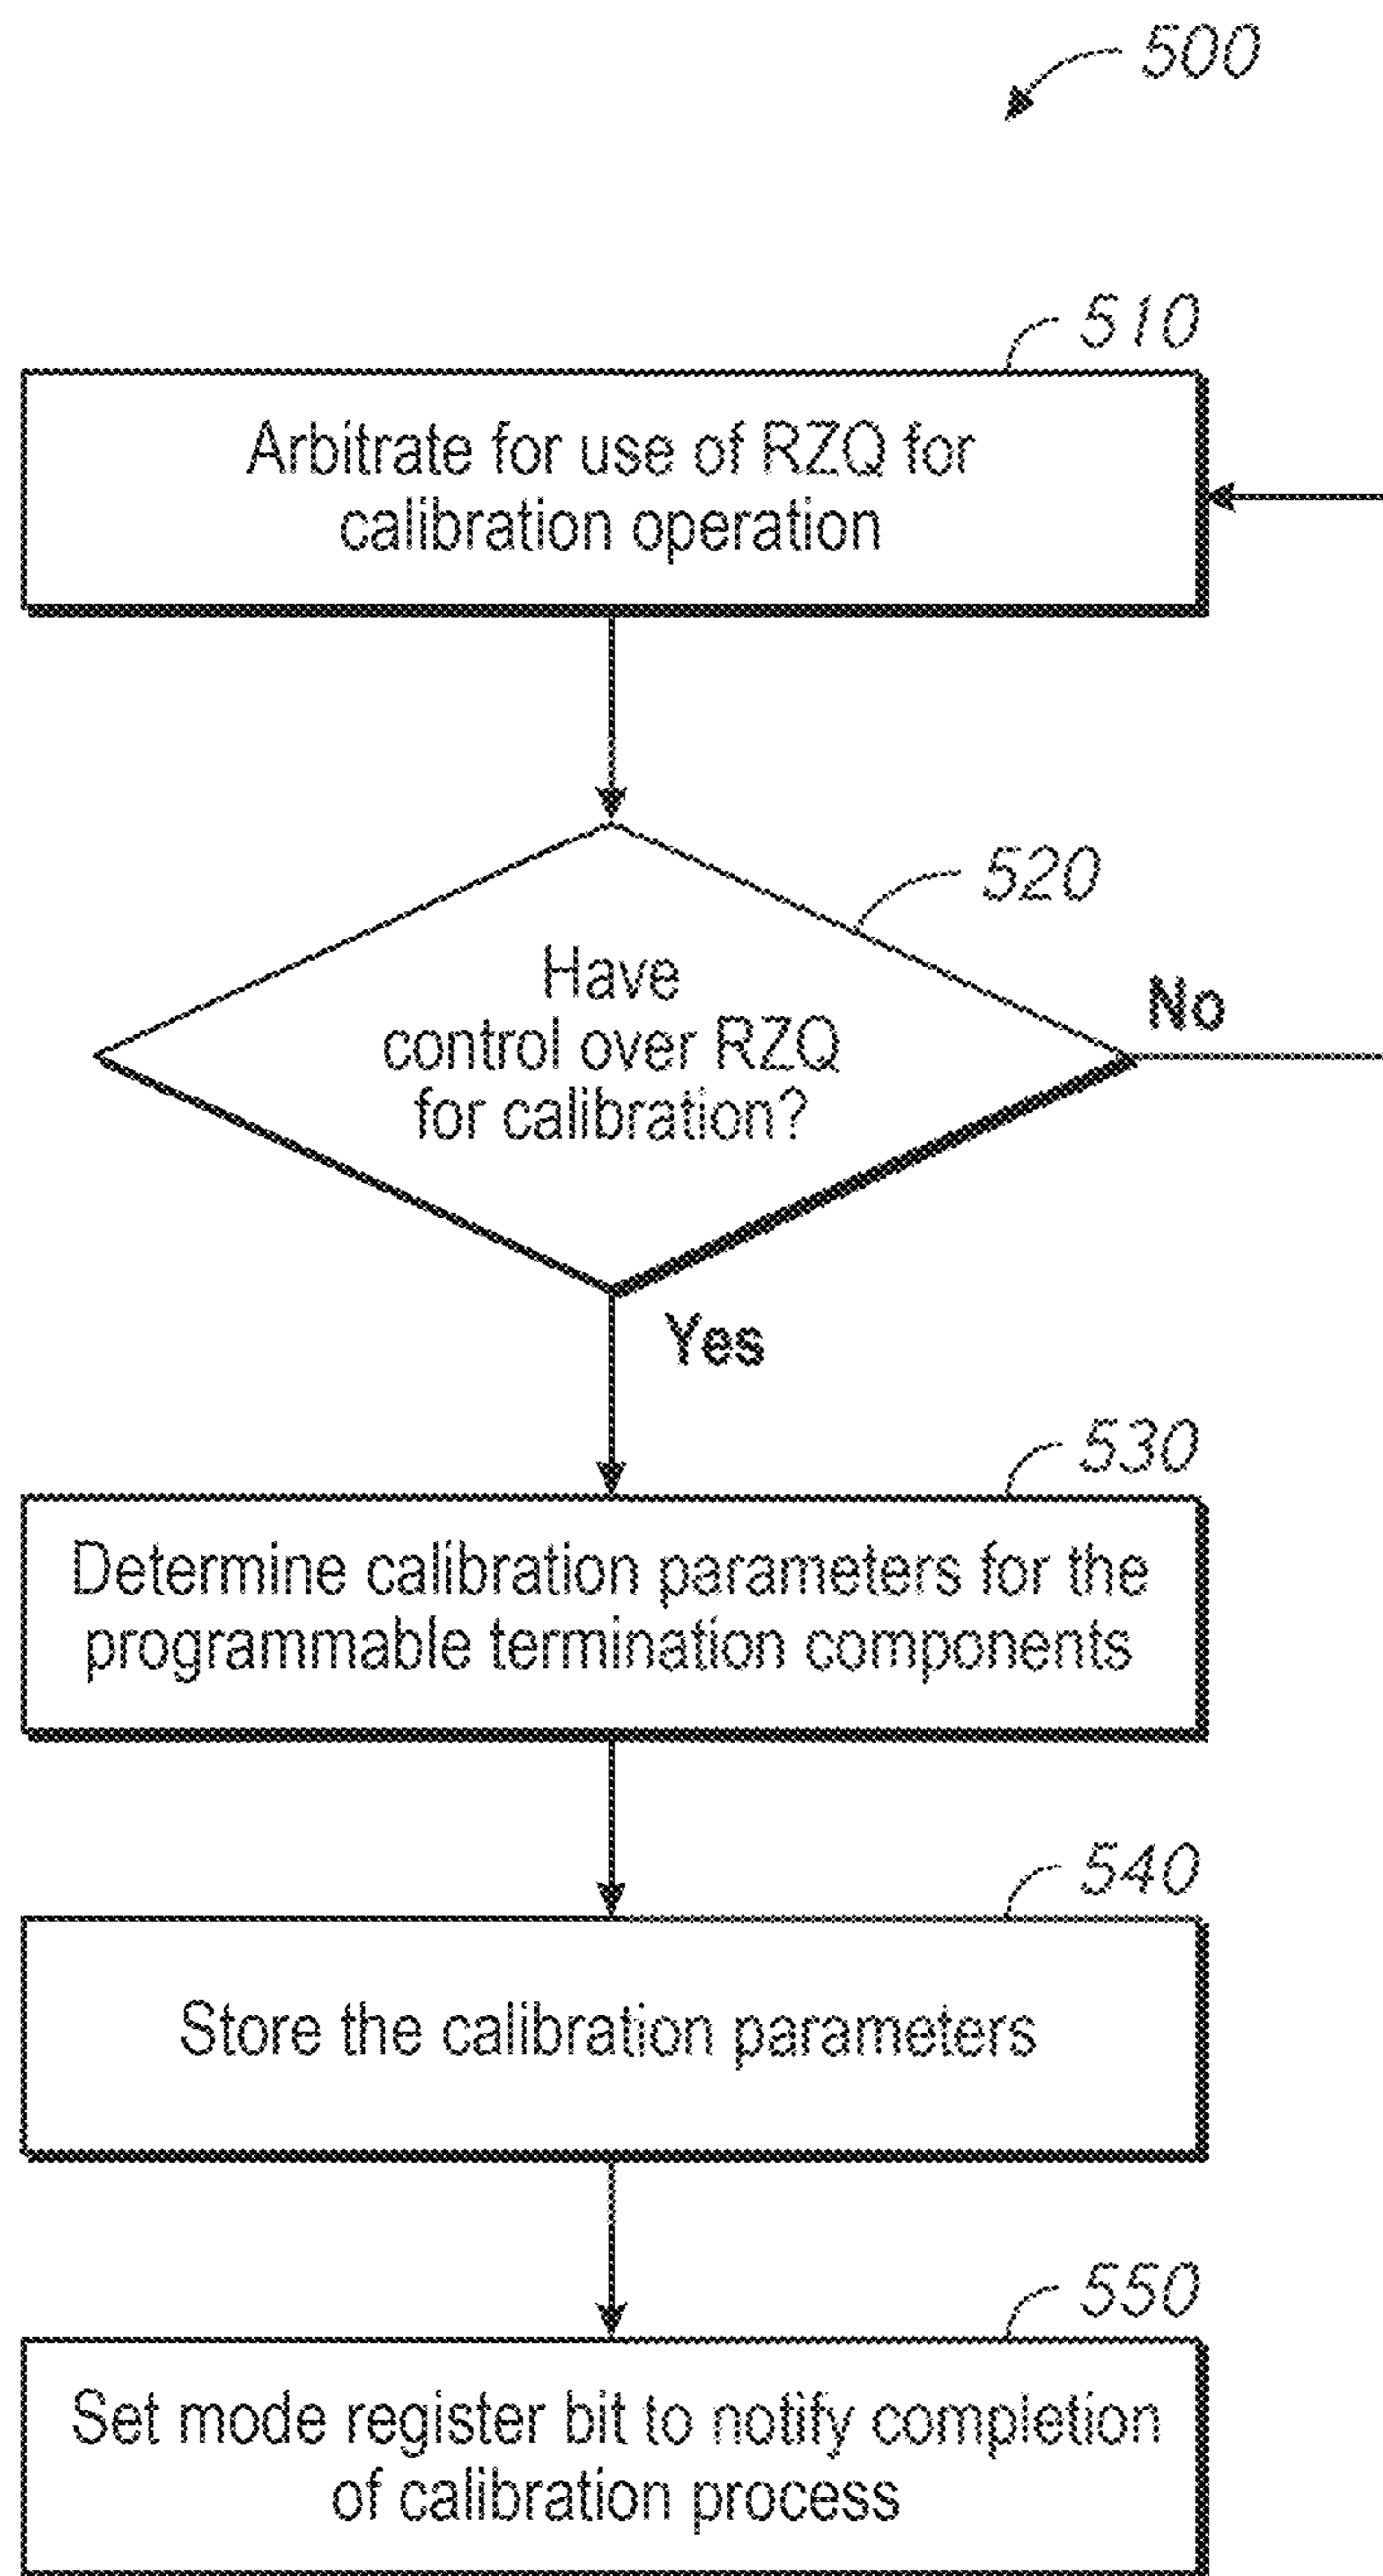 500
510
Arbitrate for use of RZQ for
calibration operation
520
Have
control over RZQ
for calibration?
No
Yes
530
Determine calibration parameters for the
programmable termination components
540
Store the calibration parameters
550
Set mode register bit to notify completion
of calibration process